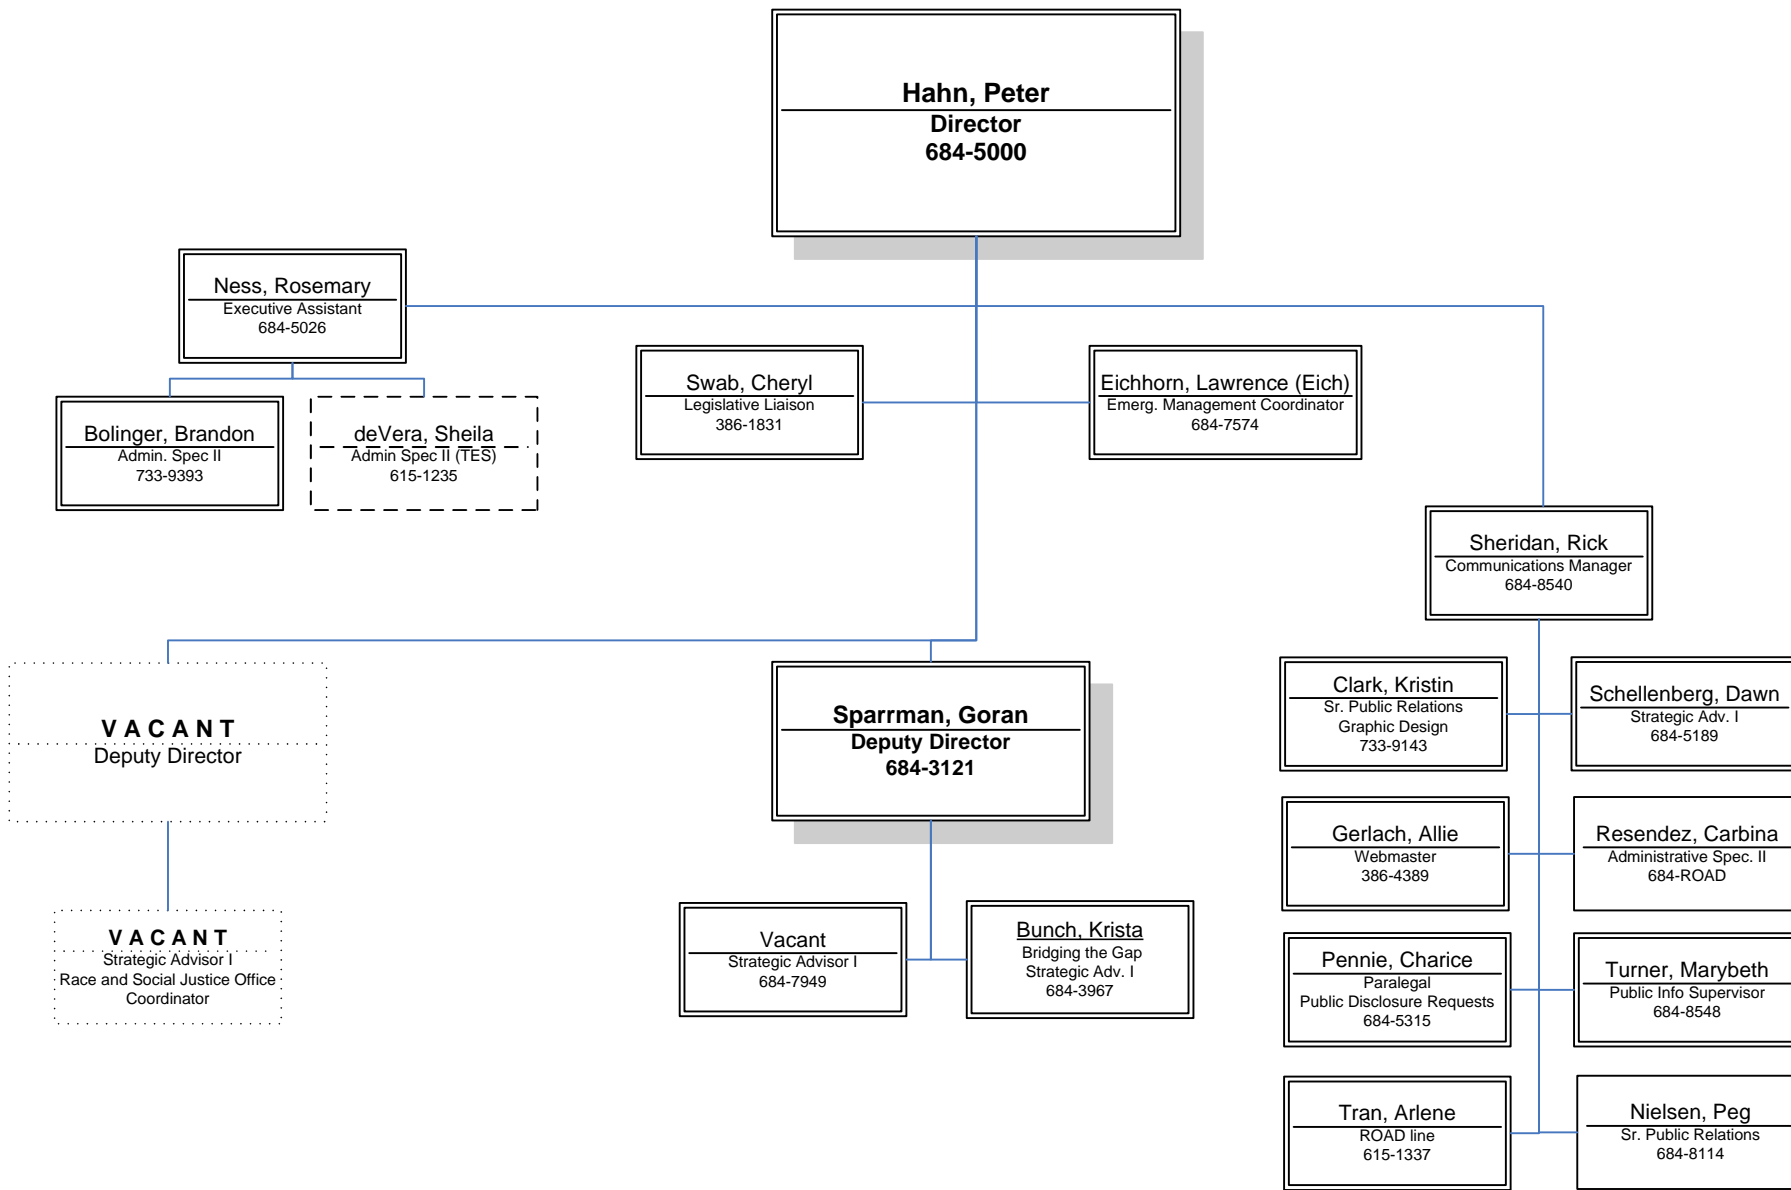 Hahn, Peter
Director
684-5000
Ness, Rosemary
Executive Assistant
684-5026
Bolinger, Brandon
Admin. Spec II
733-9393
deVera, Sheila
Admin Spec II (TES)
615-1235
Swab, Cheryl
Legislative Liaison
386-1831
Eichhorn, Lawrence (Eich)
Emerg. Management Coordinator
684-7574
Sheridan, Rick
Communications Manager
684-8540
VACANT
Deputy Director
VACANT
Strategic Advisor I
Race and Social Justice Office
Coordinator
Sparrman, Goran
Deputy Director
684-3121
Vacant
Strategic Advisor I
684-7949
Bunch, Krista
Bridging the Gap
Strategic Adv. I
684-3967
Clark, Kristin
Sr. Public Relations
Graphic Design
733-9143
Schellenberg, Dawn
Strategic Adv. I
684-5189
Gerlach, Allie
Webmaster
386-4389
Resendez, Carbina
Administrative Spec. II
684-ROAD
Pennie, Charice
Paralegal
Public Disclosure Requests
684-5315
Turner, Marybeth
Public Info Supervisor
684-8548
Tran, Arlene
ROAD line
615-1337
Nielsen, Peg
Sr. Public Relations
684-8114